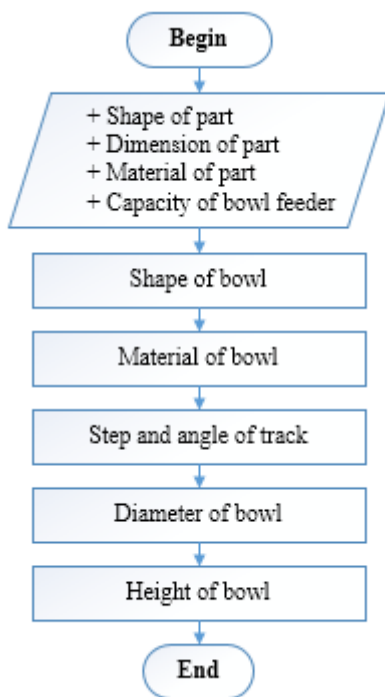 Begin
+ Shape of part
+ Dimension of part
+ Material of part
+ Capacity of bowl feeder
Shape of bowl
Material of bowl
Step and angle of track
Diameter of bowl
Height of bowl
End